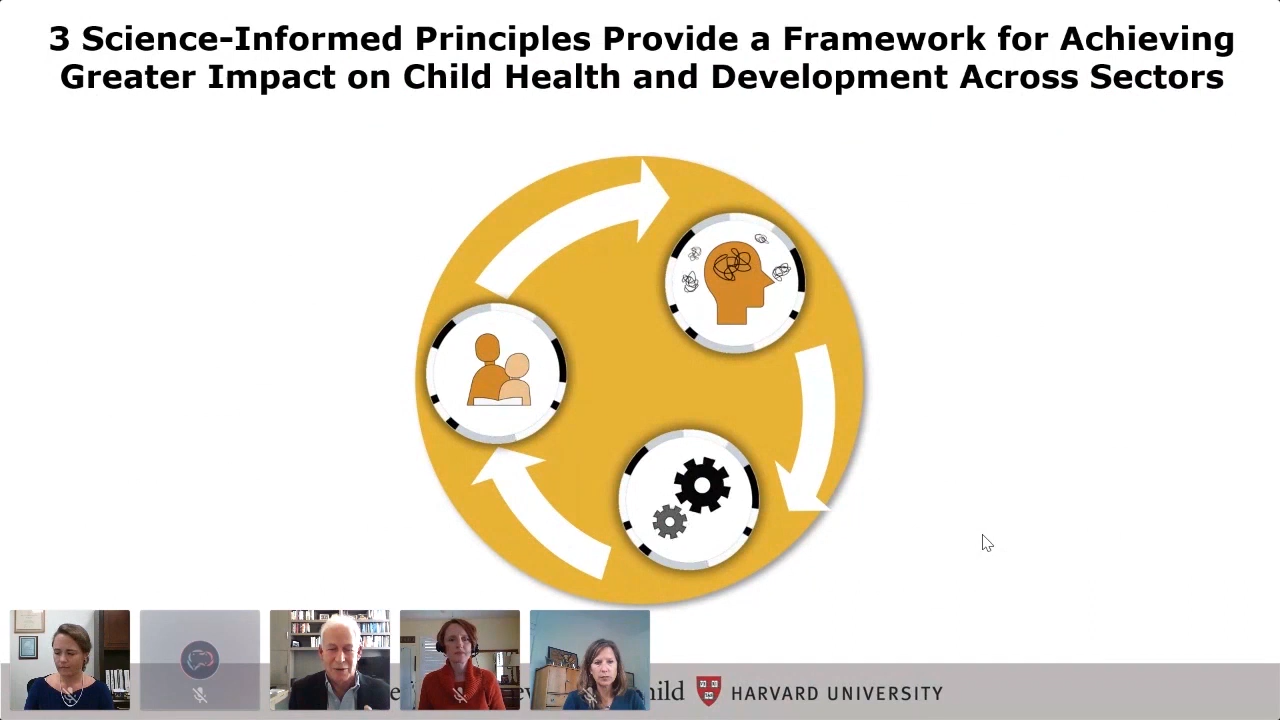 3 Science-Informed Principles Provide a Framework for Achieving
Greater Impact on Child Health and Development Across Sectors
HARVARD UNIVERSITY